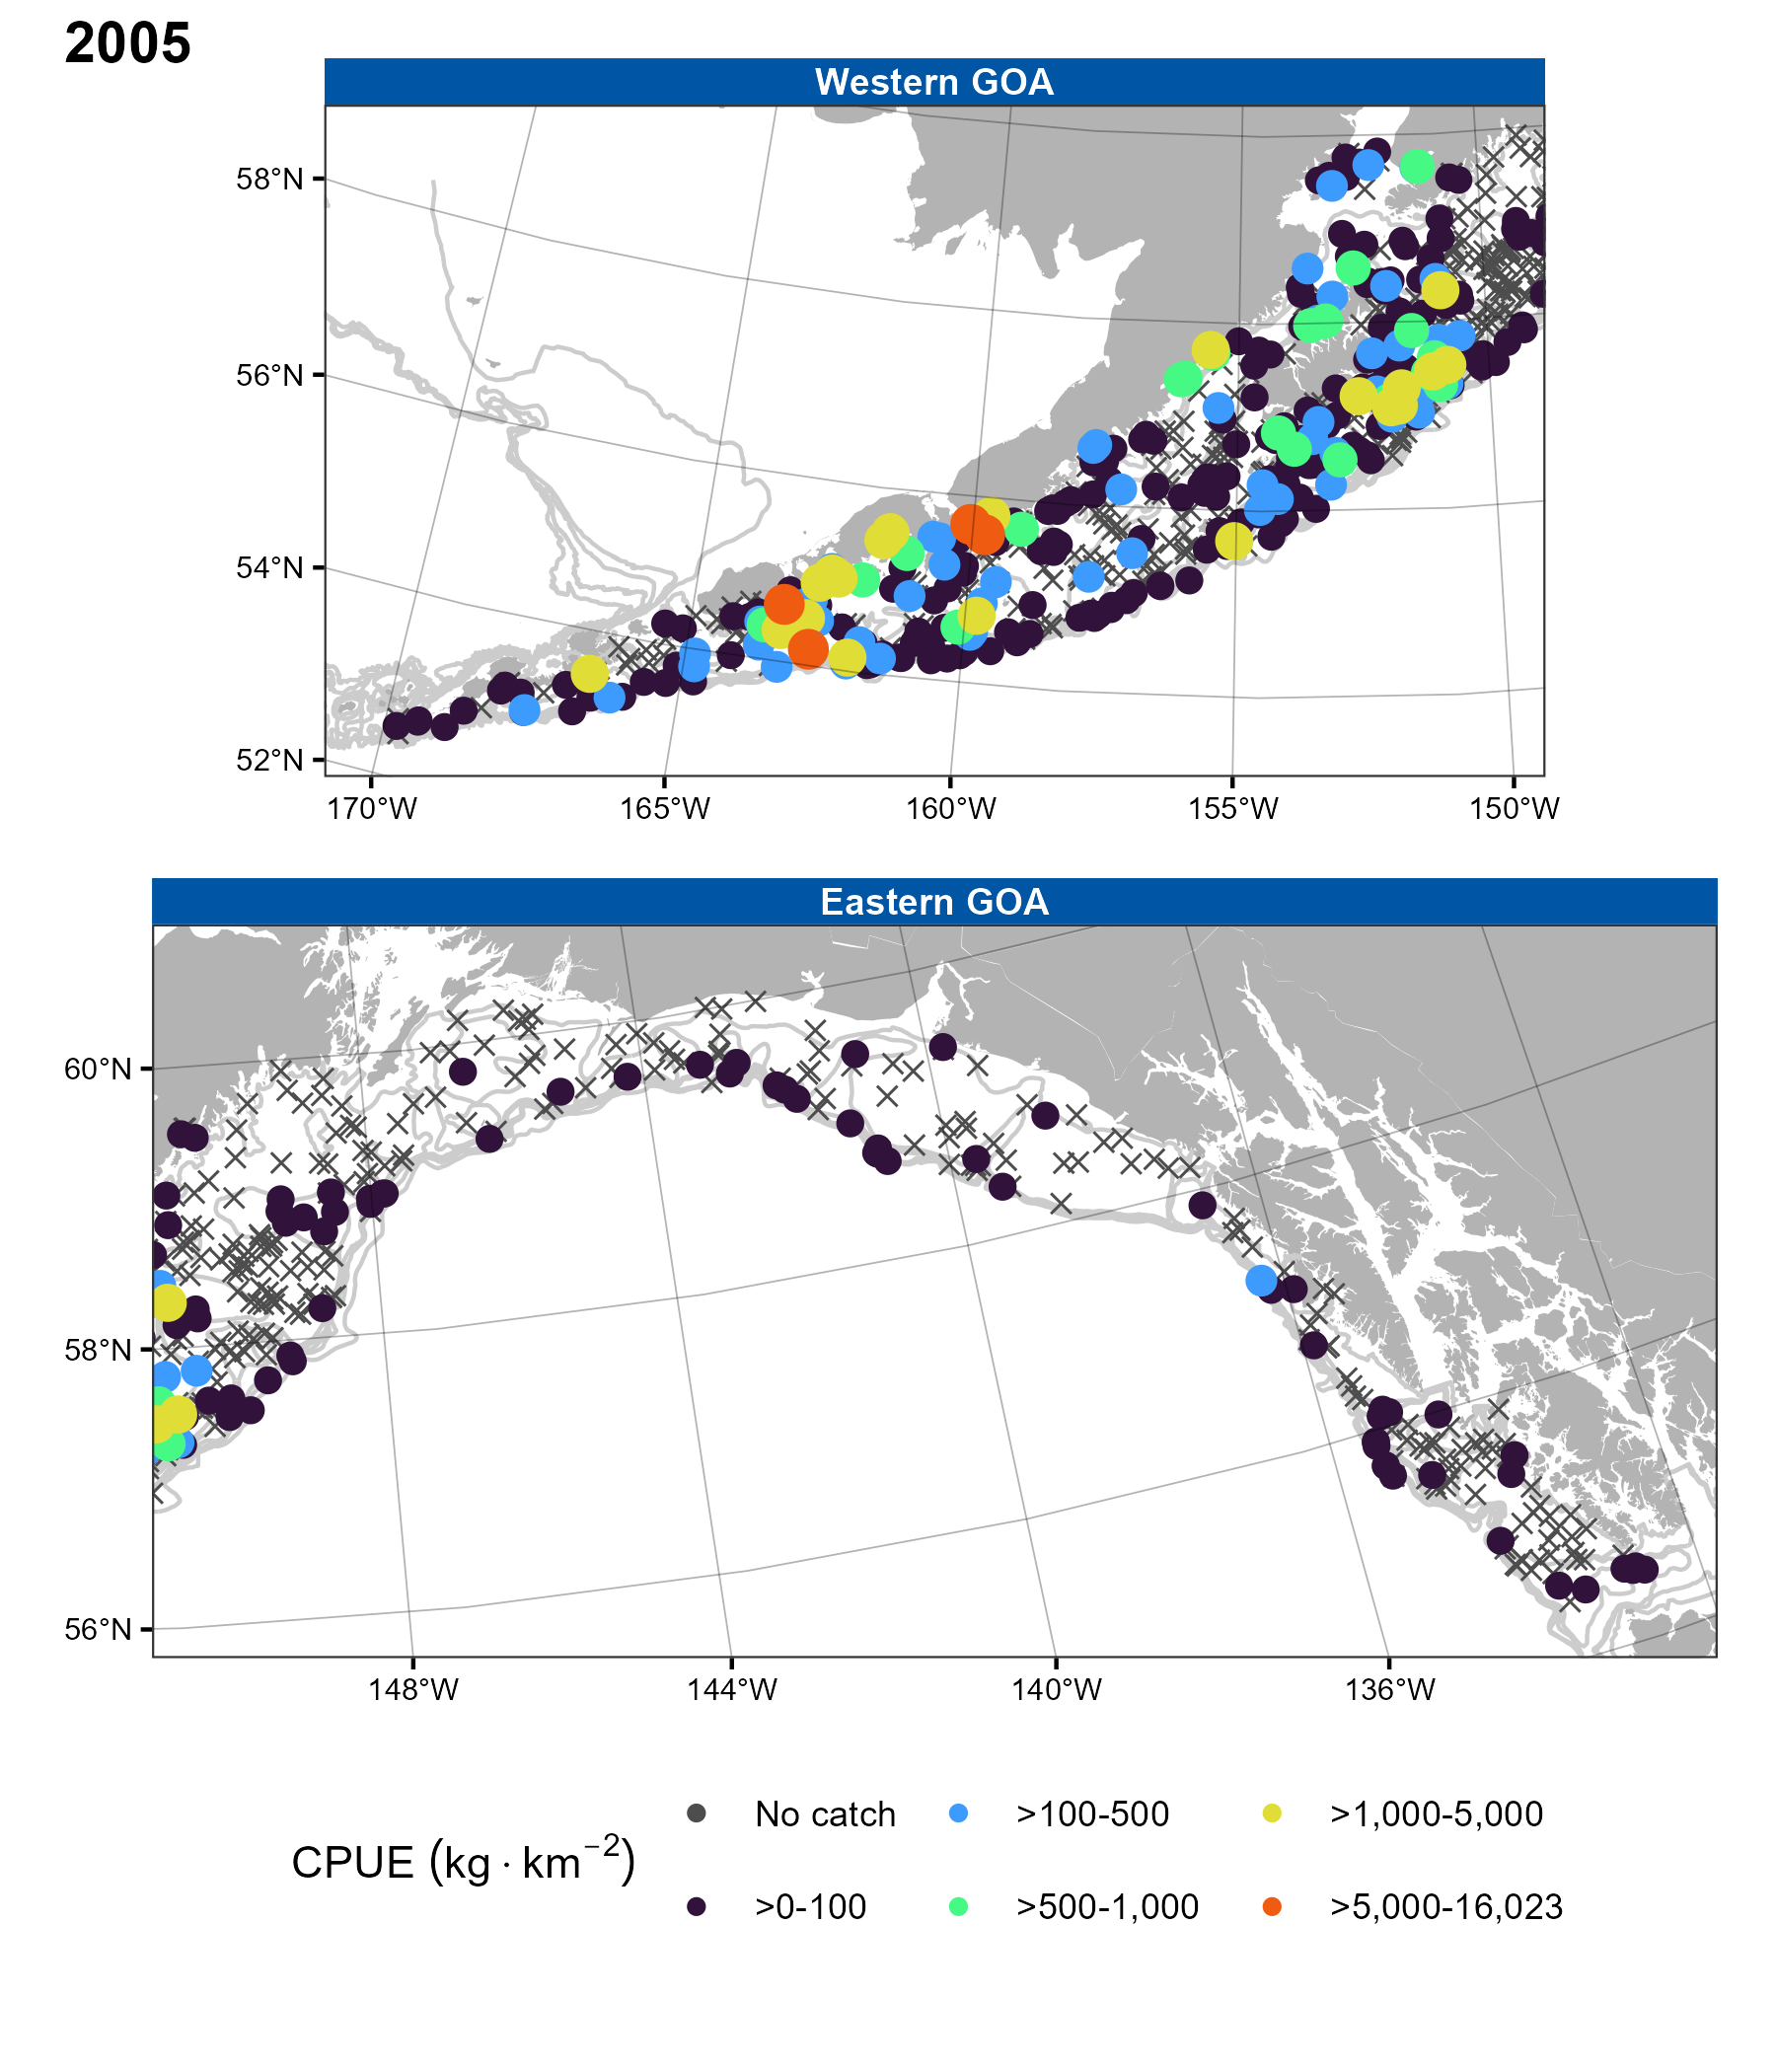 2005
Western GOA
58°N
56°N
54°N
52°N
170°W 165°W 160°W 155°W 150°W
Eastern GOA
60°N
58°N
56°N
148°W 144°W 140°W 136°W
CPUE (kg · km⁻²)
No catch >100-500 >1,000-5,000
>0-100 >500-1,000 >5,000-16,023